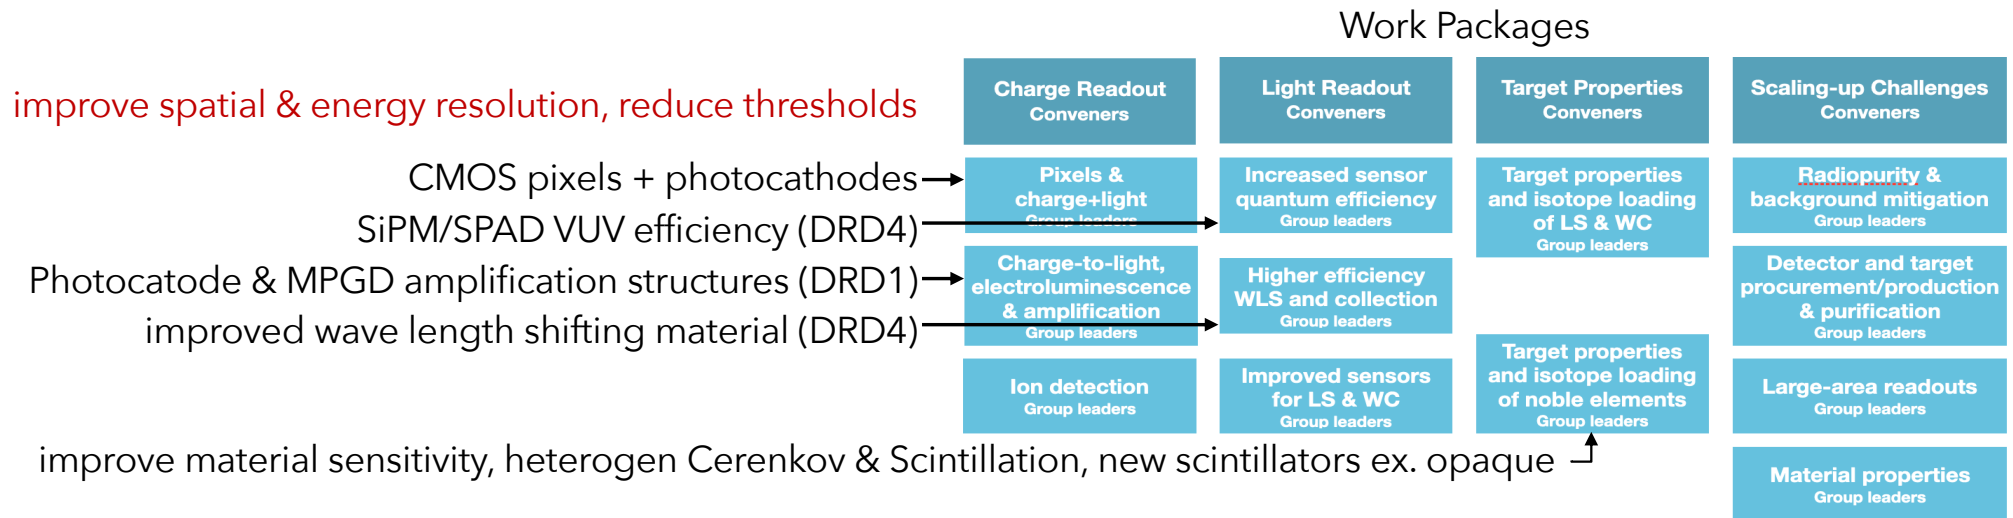 Work Packages
improve spatial & energy resolution, reduce thresholds
CMOS pixels + photocathodes
SiPM/SPAD VUV efficiency (DRD4)
Photocatode & MPGD amplification structures (DRD1)
improved wave length shifting material (DRD4)
improve material sensitivity, heterogen Cerenkov & Scintillation, new scintillators ex. opaque
Charge Readout
Conveners
Pixels &
charge+light
Group leaders
Charge-to-light,
electroluminescence
& amplification
Group leaders
Ion detection
Group leaders
Light Readout
Conveners
Increased sensor
quantum efficiency
Group leaders
Higher efficiency
WLS and collection
Group leaders
Improved sensors
for LS & WC
Group leaders
Target Properties
Conveners
Target properties
and isotope loading
of LS & WC
Group leaders
Target properties
and isotope loading
of noble elements
Group leaders
Scaling-up Challenges
Conveners
Radiopurity &
background mitigation
Group leaders
Detector and target
procurement/production
& purification
Group leaders
Large-area readouts
Group leaders
Material properties
Group leaders